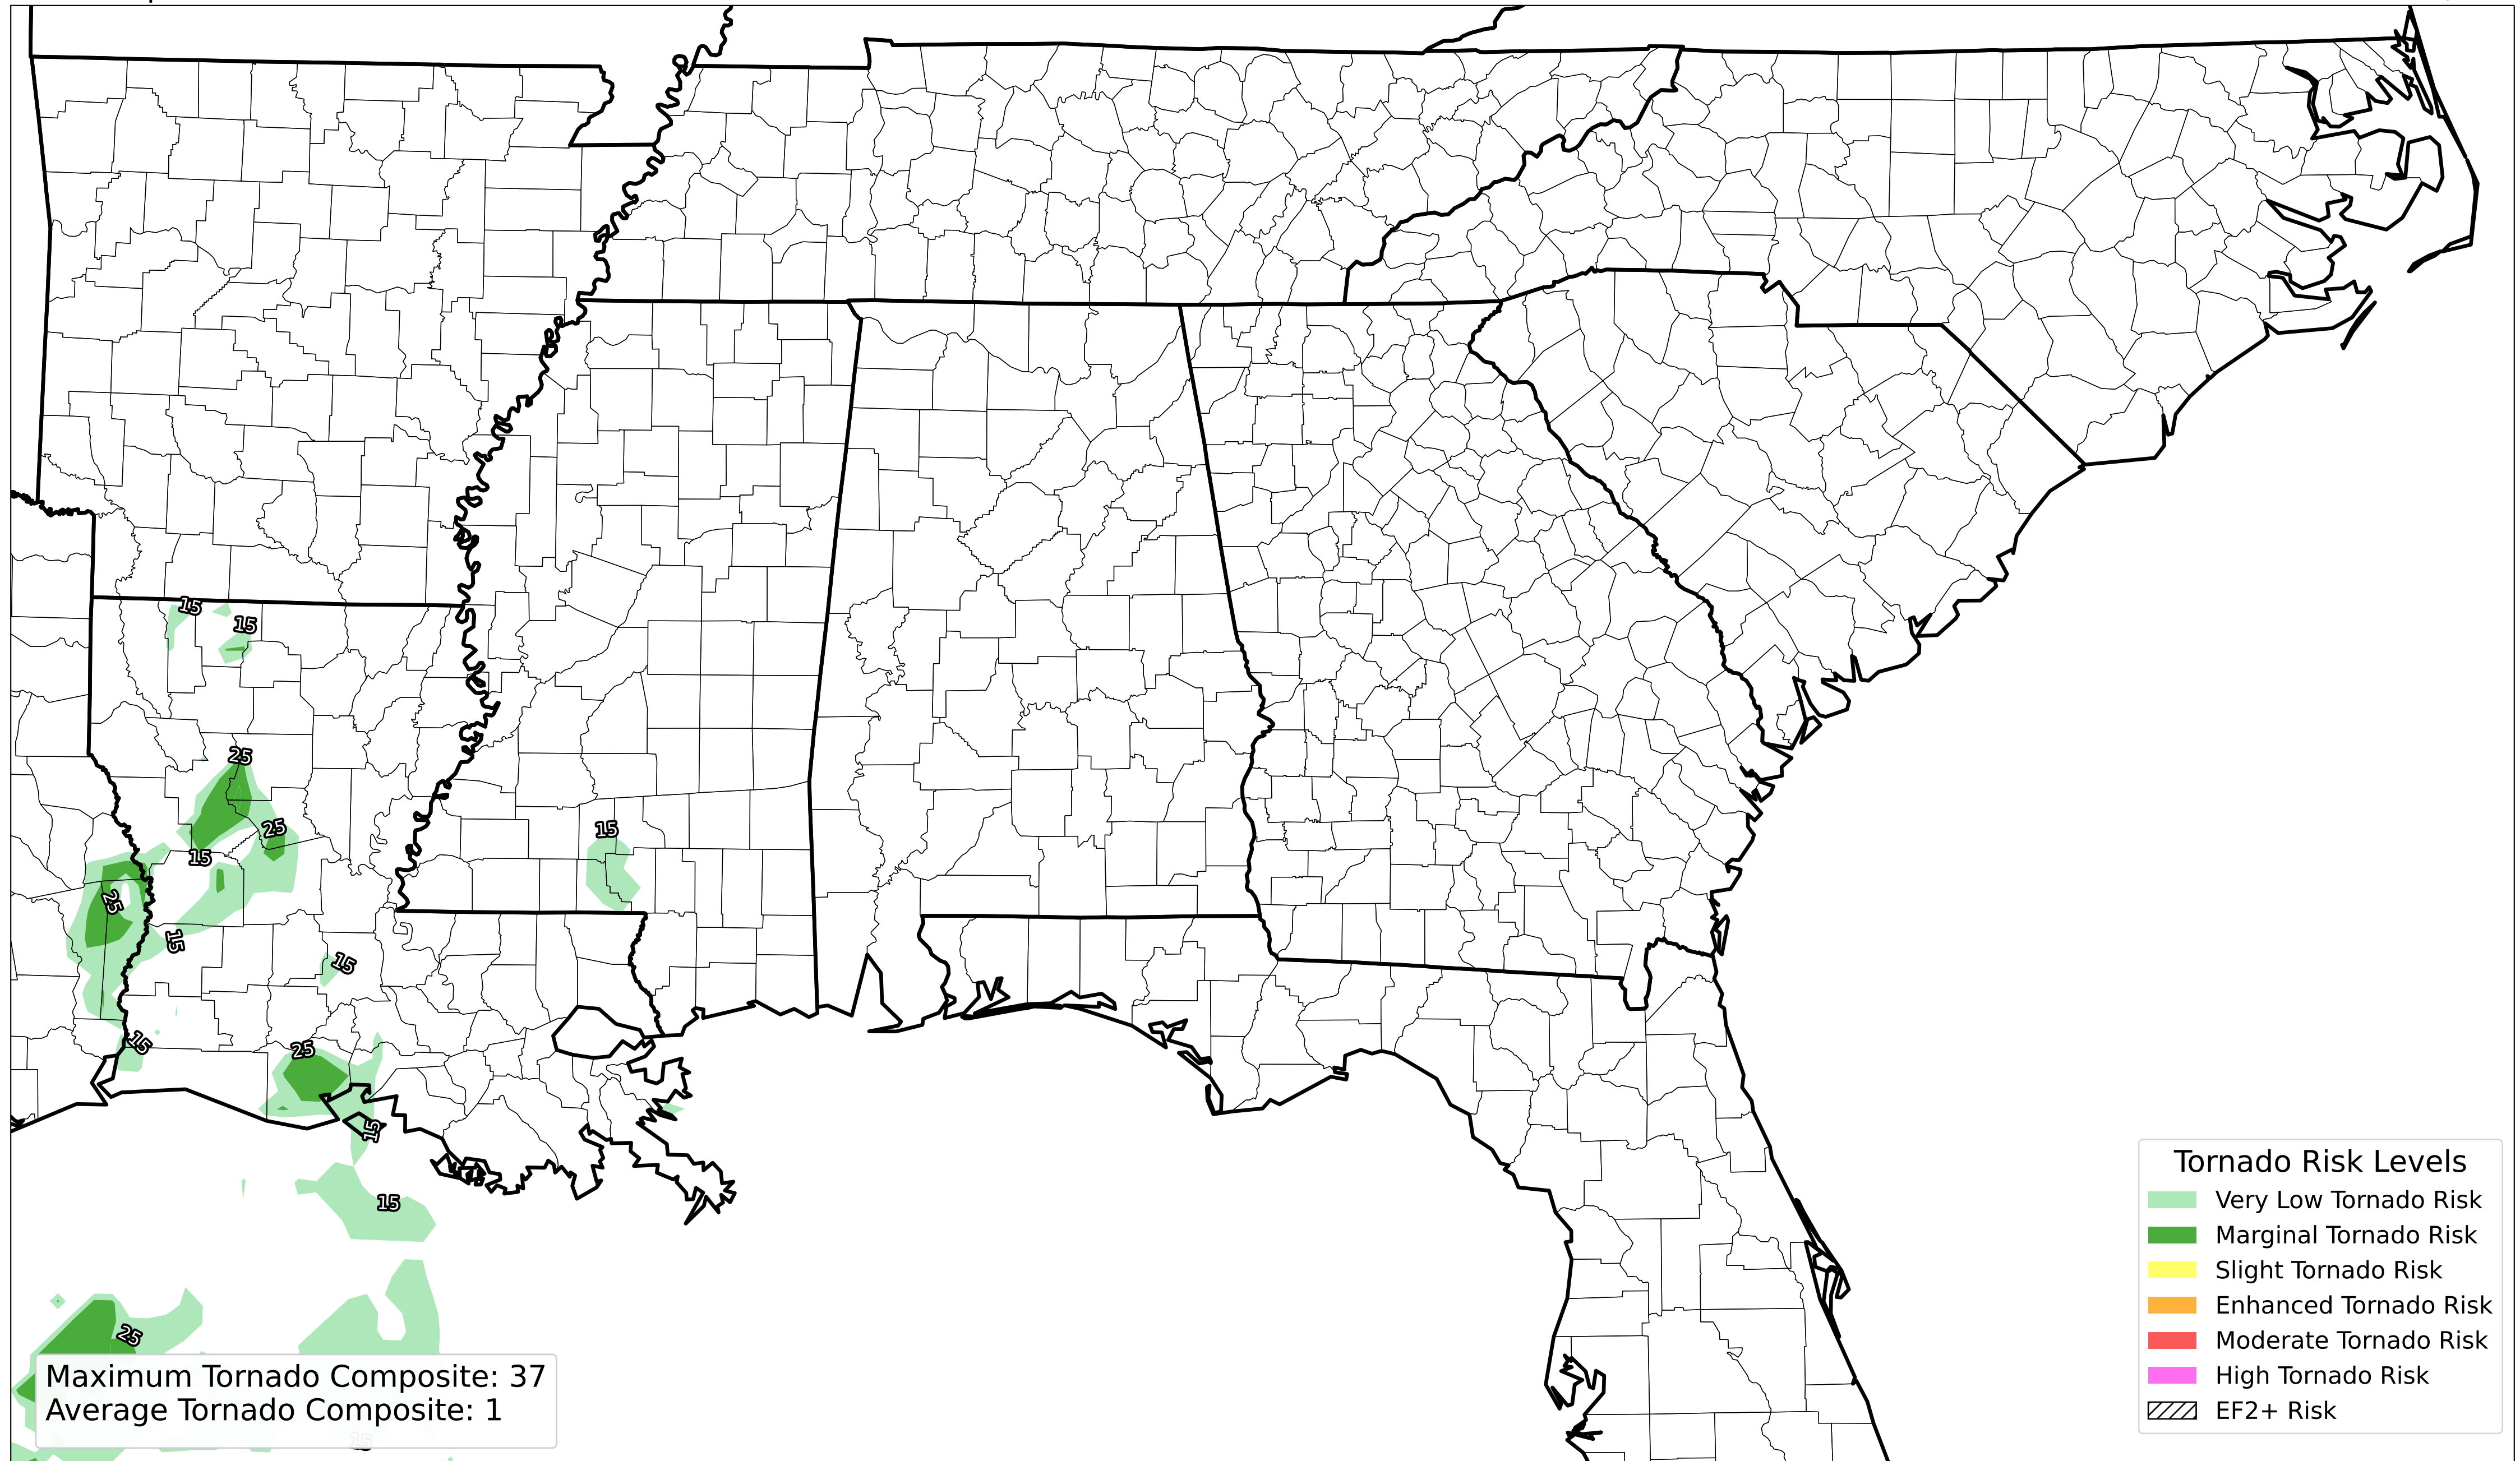 15
15
25
25
15
15
25
15
15
15
25
15
15
25
15
Maximum Tornado Composite: 37
Average Tornado Composite: 1
Tornado Risk Levels
Very Low Tornado Risk
Marginal Tornado Risk
Slight Tornado Risk
Enhanced Tornado Risk
Moderate Tornado Risk
High Tornado Risk
EF2+ Risk